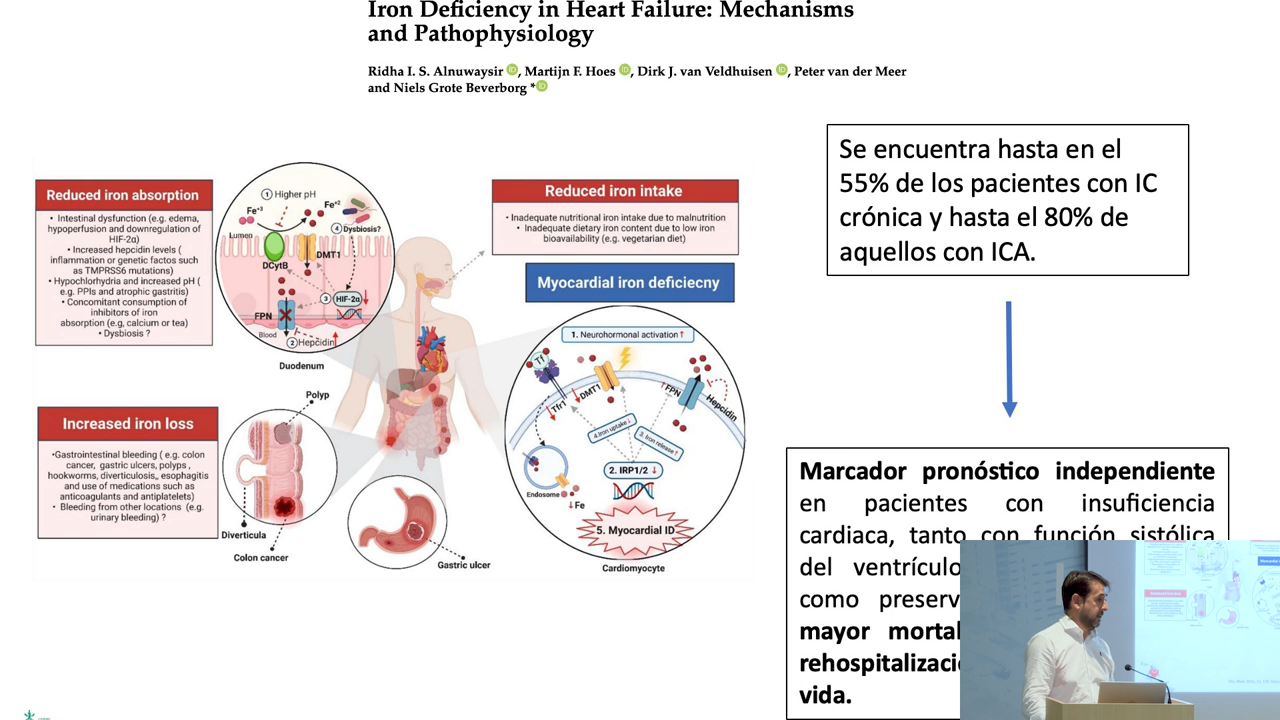 Iron Deficiency in Heart Failure: Mechanisms
and Pathophysiology
Ridha I. S. Alnuwaysir, Martijn F. Hoes, Dirk J. van Veldhuisen, Peter van der Meer
and Niels Grote Beverborg *
Reduced iron absorption
• Intestinal dysfunction (e.g. edema,
hypoperfusion and downregulation of
HIF-2α)
• Increased hepcidin levels (
inflammation or genetic factos such
as TMPRSS6 mutations)
• Hypochlorhydria and increased pH (
e.g. PPIs and atrophic gastritis)
• Concomitant consumption of
inhibitors of iron
absorption (e.g, calcium or tea)
• Dysbiosis ?
1 Higher pH
Fe+3
Fe+2
Lumen
4 Dysbiosis?
DCytB
DMT1
3 HIF-2α
FPN
Blood
2 Hepcidin
Duodenum
Reduced iron intake
• Inadequate nutritional iron intake due to malnutrition
• Inadequate dietary iron content due to low iron
bioavailability (e.g. vegetarian diet)
Myocardial iron deficiecny
1. Neurohormonal activation ↑
Tf
↓ Tfr1
↓ DMT1
↑ FPN
Hepcidin
4.Iron uptake ↓
3. Iron release ↑
2. IRP1/2 ↓
Endosome
↓ Fe
5. Myocardial ID
Cardiomyocyte
Increased iron loss
•Gastrointestinal bleeding ( e.g. colon
cancer, gastric ulcers, polyps ,
hookworms, diverticulosis, esophagitis
and use of medications such as
anticoagulants and antiplatelets)
• Bleeding from other locations (e.g.
urinary bleeding) ?
Polyp
Diverticula
Colon cancer
Gastric ulcer
Se encuentra hasta en el
55% de los pacientes con IC
crónica y hasta el 80% de
aquellos con ICA.
Marcador pronóstico independiente
en pacientes con insuficiencia
cardiaca, tanto con función sistólica
del ventrículo
como
mayor
vida.